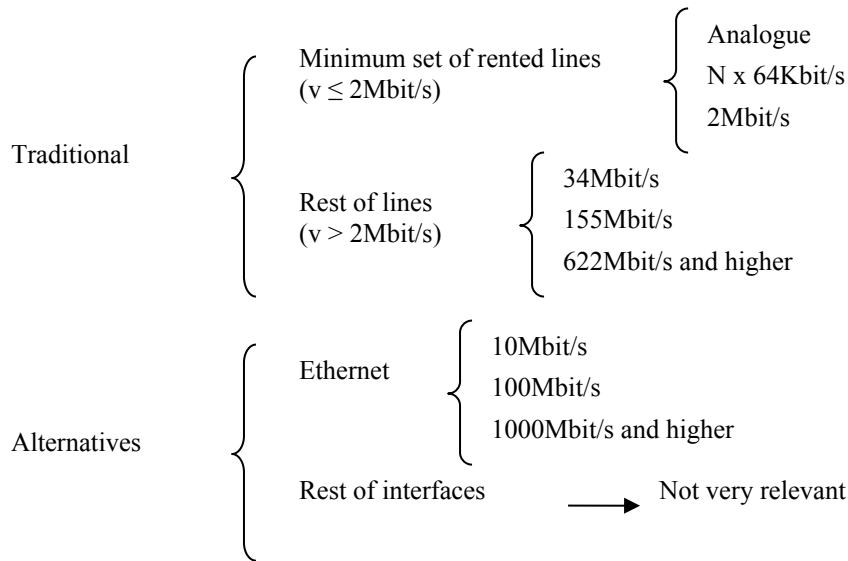 Traditional
Minimum set of rented lines
(v ≤ 2Mbit/s)
Analogue
N x 64Kbit/s
2Mbit/s
Rest of lines
(v > 2Mbit/s)
34Mbit/s
155Mbit/s
622Mbit/s and higher
Alternatives
Ethernet
10Mbit/s
100Mbit/s
1000Mbit/s and higher
Rest of interfaces
Not very relevant